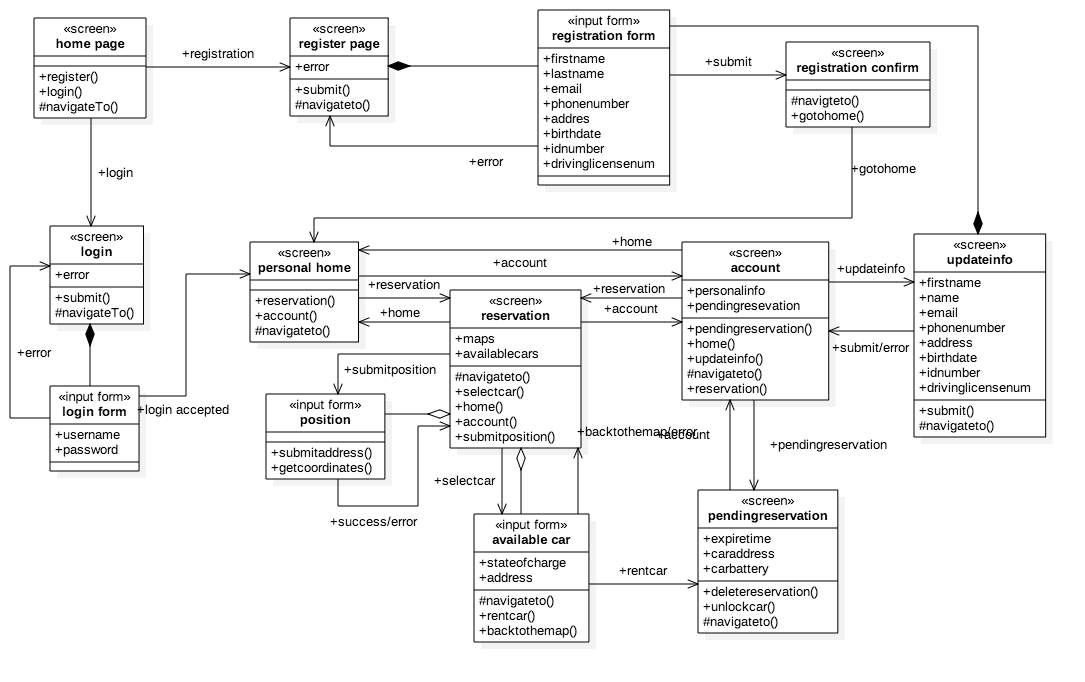 «screen»
home page
+register()
+login()
#navigateTo()
+registration
«screen»
register page
+error
+submit()
#navigateto()
«input form»
registration form
+firstname
+lastname
+email
+phonenumber
+addres
+birthdate
+idnumber
+drivinglicensenum
+submit
«screen»
registration confirm
#navigteto()
+gotohome()
+error
+gotohome
+login
«screen»
login
+error
+submit()
#navigateTo()
+error
«input form»
login form
+username
+password
+login accepted
«screen»
personal home
+reservation()
+account()
#navigateto()
+home
+account
+reservation
+home
+reservation
+account
«screen»
reservation
+maps
+availablecars
#navigateto()
+selectcar()
+home()
+account()
+submitposition()
«screen»
account
+personalinfo
+pendingresevation
+pendingreservation()
+home()
+updateinfo()
#navigateto()
+reservation()
+updateinfo
+submit/error
«screen»
updateinfo
+firstname
+name
+email
+phonenumber
+address
+birthdate
+idnumber
+drivinglicensenum
+submit()
#navigateto()
+submitposition
«input form»
position
+submitaddress()
+getcoordinates()
+success/error
+selectcar
+backtothemap/error
+account
+pendingreservation
«input form»
available car
+stateofcharge
+address
#navigateto()
+rentcar()
+backtothemap()
+rentcar
«screen»
pendingreservation
+expiretime
+caraddress
+carbattery
+deletereservation()
+unlockcar()
#navigateto()